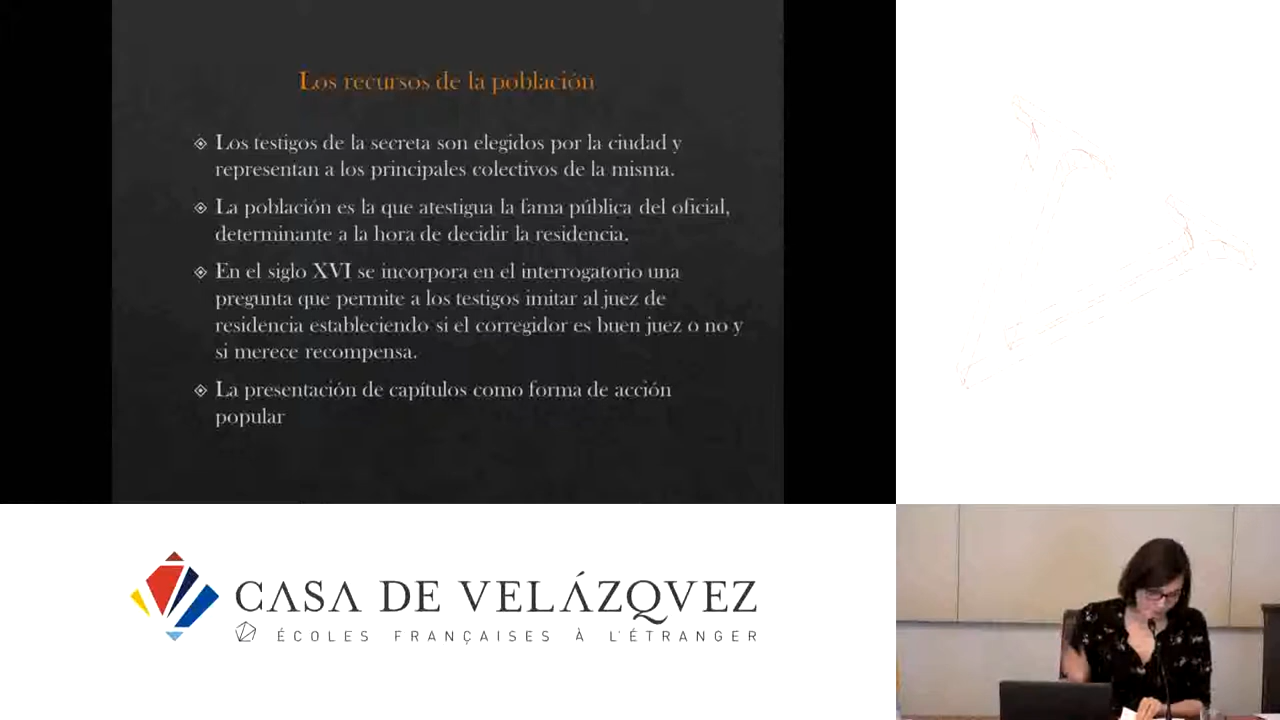 Los recursos de la población
Los testigos de la secreta son elegidos por la ciudad y
representan a los principales colectivos de la misma.
La población es la que atestigua la fama pública del oficial,
determinante a la hora de decidir la residencia.
En el siglo XVI se incorpora en el interrogatorio una
pregunta que permite a los testigos imitar al juez de
residencia estableciendo si el corregidor es buen juez o no y
si merece recompensa.
La presentación de capítulos como forma de acción
popular
CASA DE VELÁZQVEZ
ÉCOLES FRANÇAISES À L'ÉTRANGER